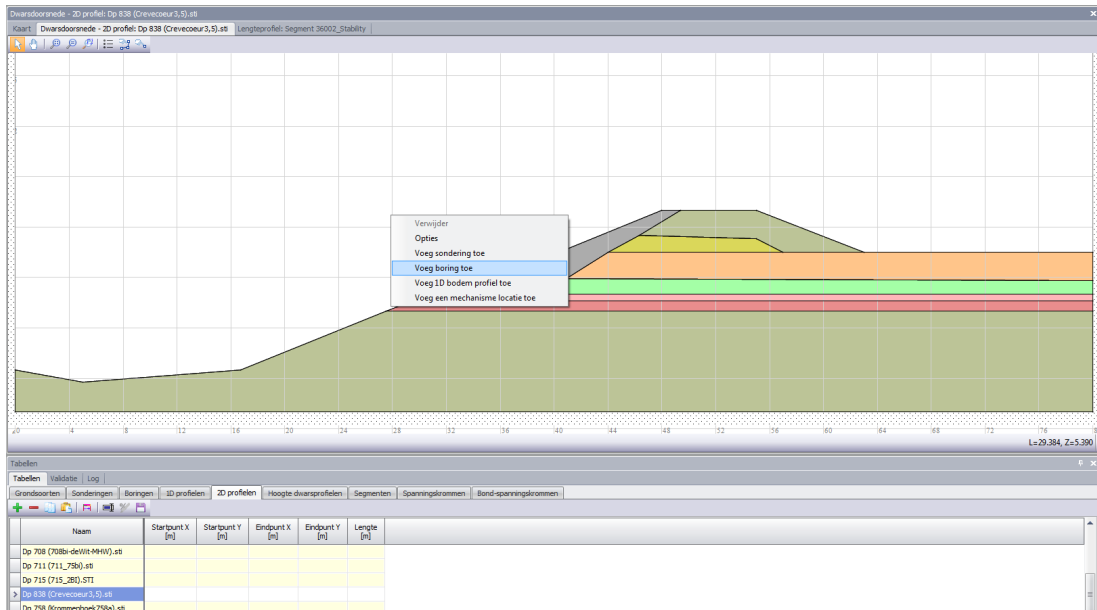 Dwarsdoorsnede - 2D profiel: Dp 838 (Crevecoeur3,5).sti
Kaart Dwarsdoorsnede - 2D profiel: Dp 838 (Crevecoeur3,5).sti Lengteprofiel: Segment 36002_Stability
Verwijder
Opties
Voeg sondering toe
Voeg boring toe
Voeg 1D bodem profiel toe
Voeg een mechanisme locatie toe
0 4 8 12 16 20 24 28 32 36 40 44 48 52 56 60 64 68 72 76 8
L=29.384, Z=5.390
Tabellen
Tabellen Validatie Log
Grondsoorten Sonderingen Boringen 1D profielen 2D profielen Hoogte dwarsprofielen Segmenten Spanningskrommen Bond-spanningskrommen
Naam Startpunt X [m] Startpunt Y [m] Eindpunt X [m] Eindpunt Y [m] Lengte [m]
Dp 708 (708bi-deWit-MHW).sti
Dp 711 (711_75bi).sti
Dp 715 (715_2BI).STI
Dp 838 (Crevecoeur3,5).sti
Dp 758 (Krommenhoek758a).sti